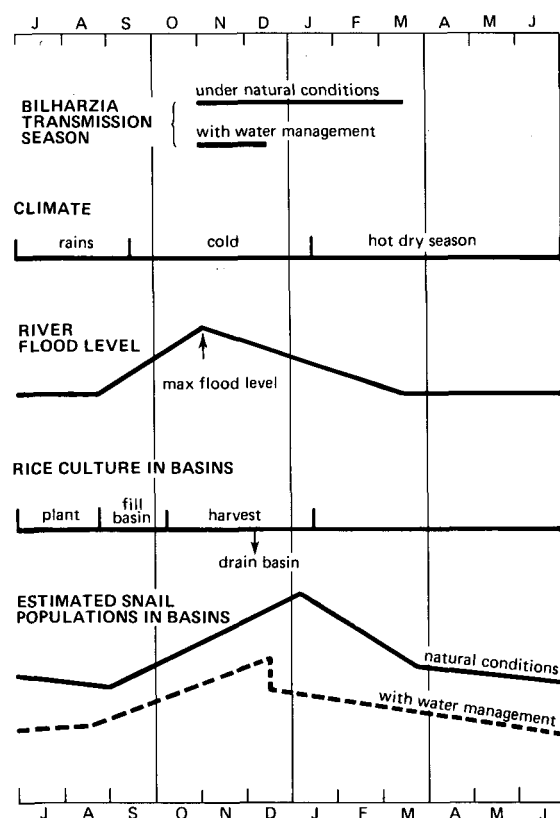 J A S O N D J F M A M J
under natural conditions
BILHARZIA
TRANSMISSION
SEASON
with water management
CLIMATE
rains cold hot dry season
RIVER
FLOOD LEVEL
max flood level
RICE CULTURE IN BASINS
plant fill basin harvest
drain basin
ESTIMATED SNAIL
POPULATIONS IN BASINS
natural conditions
with water management
J A S O N D J F M A M J